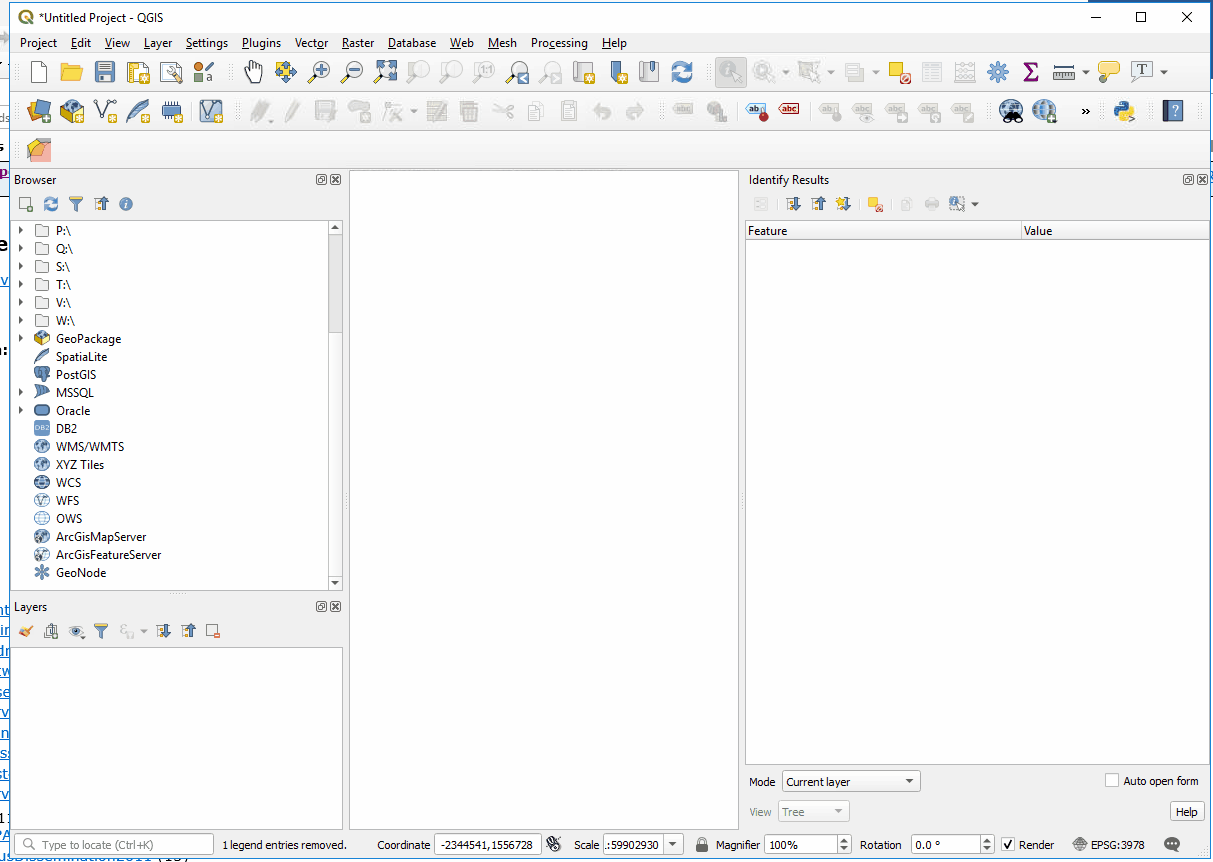 *Untitled Project - QGIS
Project Edit View Layer Settings Plugins Vector Raster Database Web Mesh Processing Help
Browser
P:\
Q:\
S:\
T:\
V:\
W:\
GeoPackage
SpatiaLite
PostGIS
MSSQL
Oracle
DB2
WMS/WMTS
XYZ Tiles
WCS
WFS
OWS
ArcGisMapServer
ArcGisFeatureServer
GeoNode
Layers
Identify Results
Feature Value
Mode Current layer Auto open form
View Tree Help
Type to locate (Ctrl+K) 1 legend entries removed. Coordinate -2344541,1556728 Scale .:59902930 Magnifier 100% Rotation 0.0 ° Render EPSG:3978